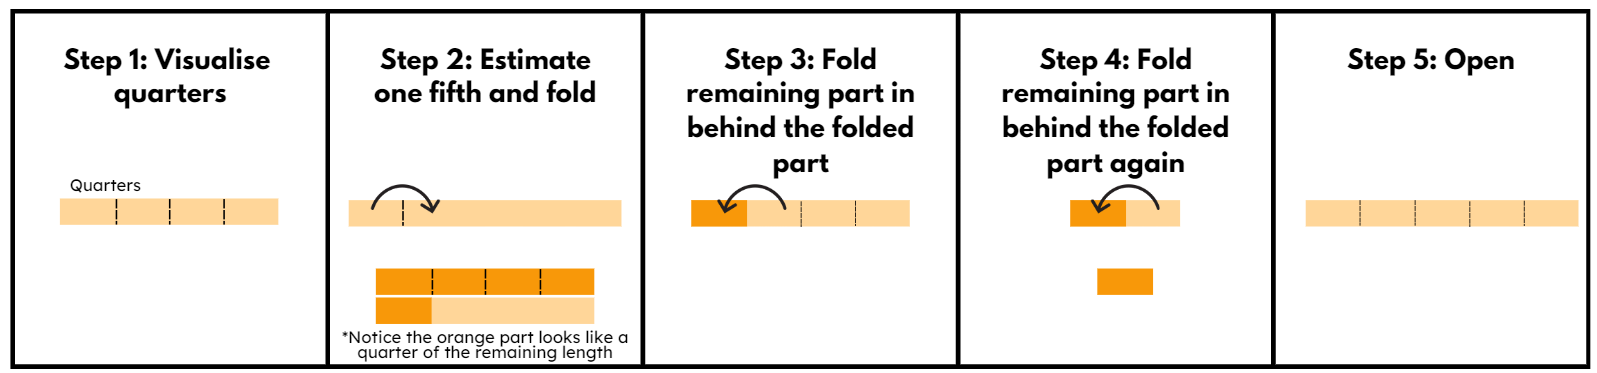 Step 1: Visualise
quarters
Quarters
Step 2: Estimate
one fifth and fold
*Notice the orange part looks like a
quarter of the remaining length
Step 3: Fold
remaining part in
behind the folded
part
Step 4: Fold
remaining part in
behind the folded
part again
Step 5: Open